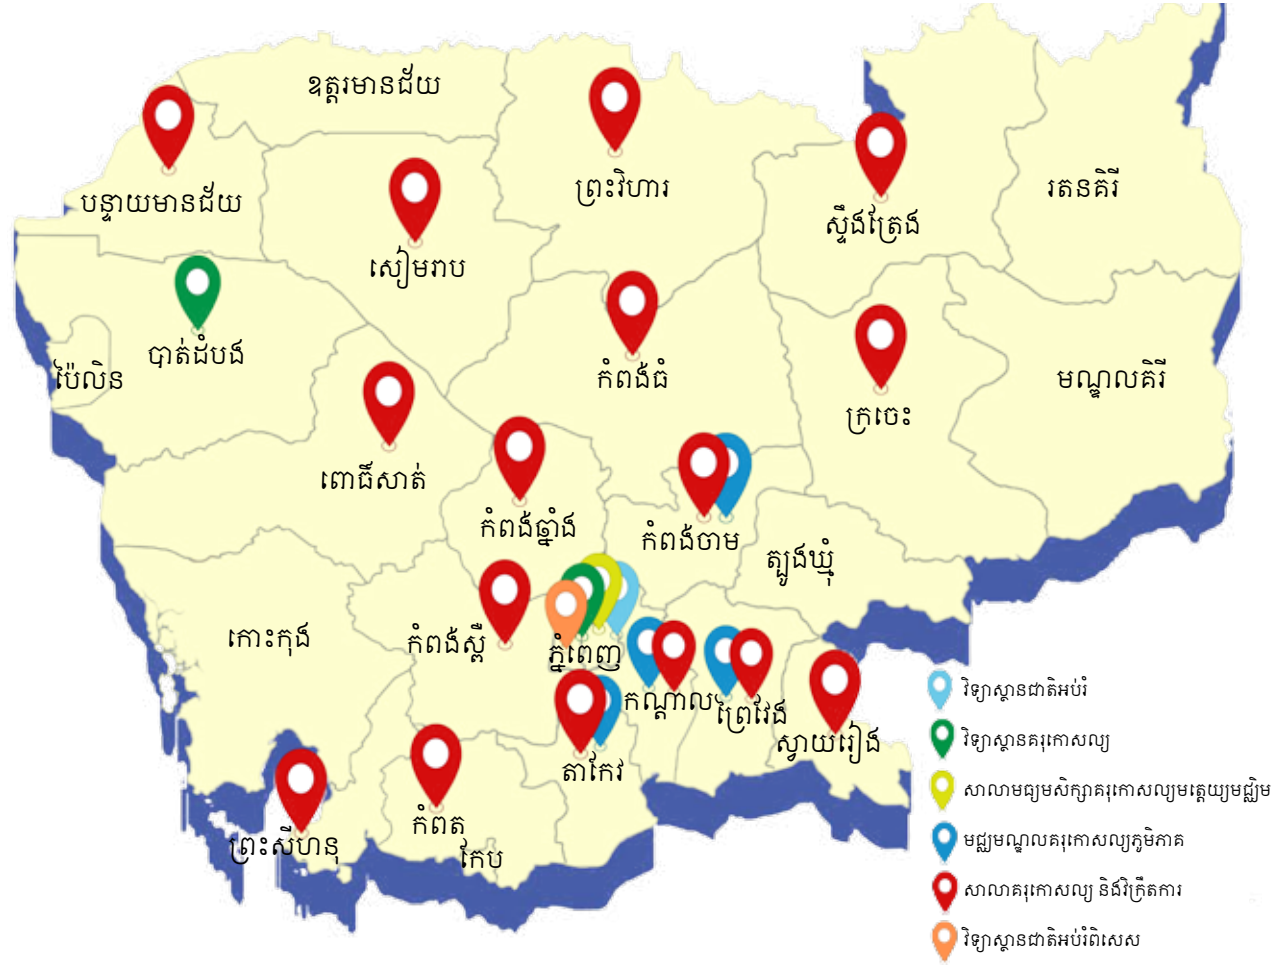 ឧត្តរមានជ័យ
បន្ទាយមានជ័យ
ព្រះវិហារ
រតនគិរី
ស្ទឹងត្រែង
សៀមរាប
បាត់ដំបង
ប៉ៃលិន
កំពង់ធំ
មណ្ឌលគិរី
ក្រចេះ
ពោធិ៍សាត់
កំពង់ឆ្នាំង
កំពង់ចាម
ត្បូងឃ្មុំ
កោះកុង
កំពង់ស្ពឺ
ភ្នំពេញ
កណ្តាល
ព្រៃវែង
ស្វាយរៀង
តាកែវ
កំពត
ព្រះសីហនុ
កែប
វិទ្យាស្ថានជាតិអប់រំ
វិទ្យាស្ថានគរុកោសល្យ
សាលាមធ្យមសិក្សាគរុកោសល្យមត្តេយ្យមជ្ឈិម
មជ្ឈមណ្ឌលគរុកោសល្យភូមិភាគ
សាលាគរុកោសល្យ និងវិក្រឹតការ
វិទ្យាស្ថានជាតិអប់រំពិសេស